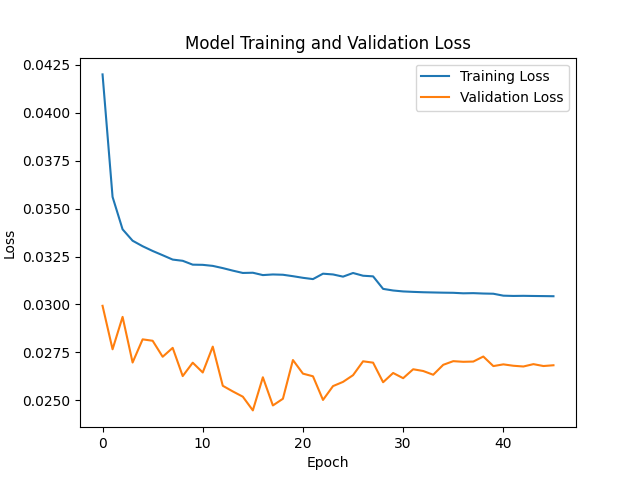 Model Training and Validation Loss
Training Loss
Validation Loss
Loss
0.0425
0.0400
0.0375
0.0350
0.0325
0.0300
0.0275
0.0250
0 10 20 30 40
Epoch